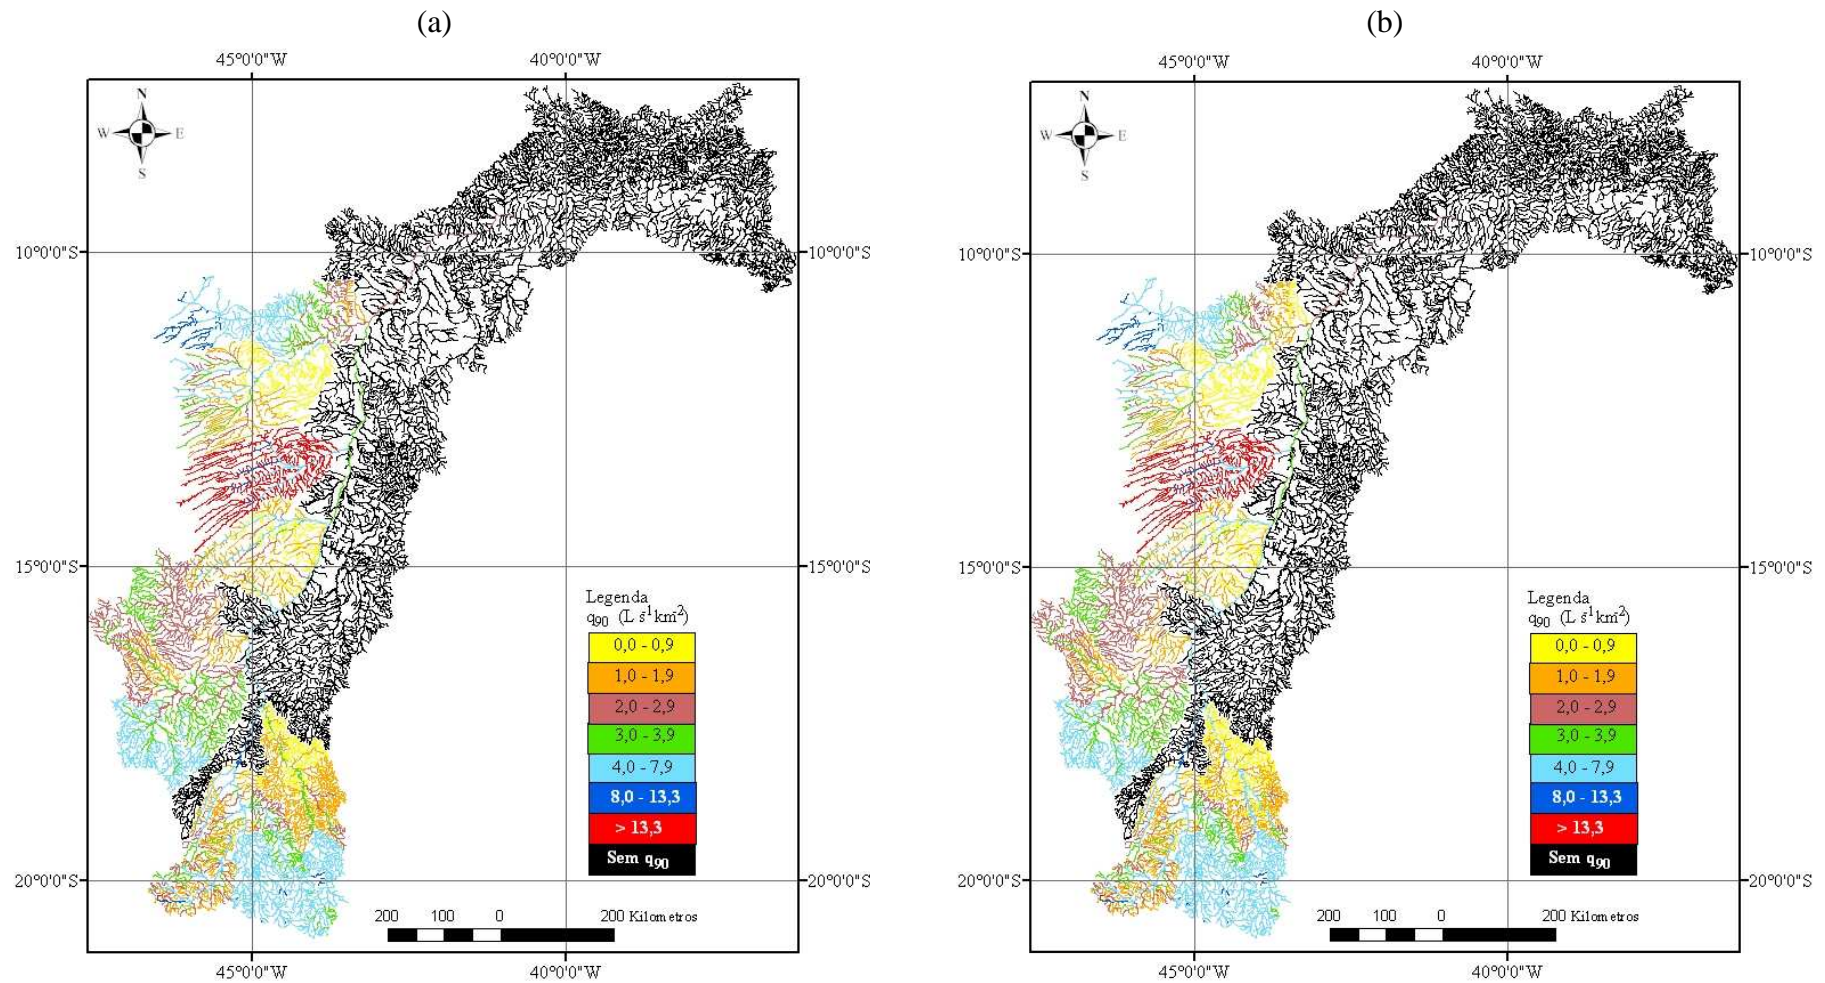 (a)
45°0'0"W 40°0'0"W
N
W E
S
10°0'0"S 10°0'0"S
15°0'0"S 15°0'0"S
Legenda
q90 (L s⁻¹km⁻²)
0,0 - 0,9
1,0 - 1,9
2,0 - 2,9
3,0 - 3,9
4,0 - 7,9
8,0 - 13,3
> 13,3
Sem q90
20°0'0"S 20°0'0"S
200 100 0 200 Kilometros
45°0'0"W 40°0'0"W
(b)
45°0'0"W 40°0'0"W
N
W E
S
10°0'0"S 10°0'0"S
15°0'0"S 15°0'0"S
Legenda
q90 (L s⁻¹km⁻²)
0,0 - 0,9
1,0 - 1,9
2,0 - 2,9
3,0 - 3,9
4,0 - 7,9
8,0 - 13,3
> 13,3
Sem q90
20°0'0"S 20°0'0"S
200 100 0 200 Kilometros
45°0'0"W 40°0'0"W